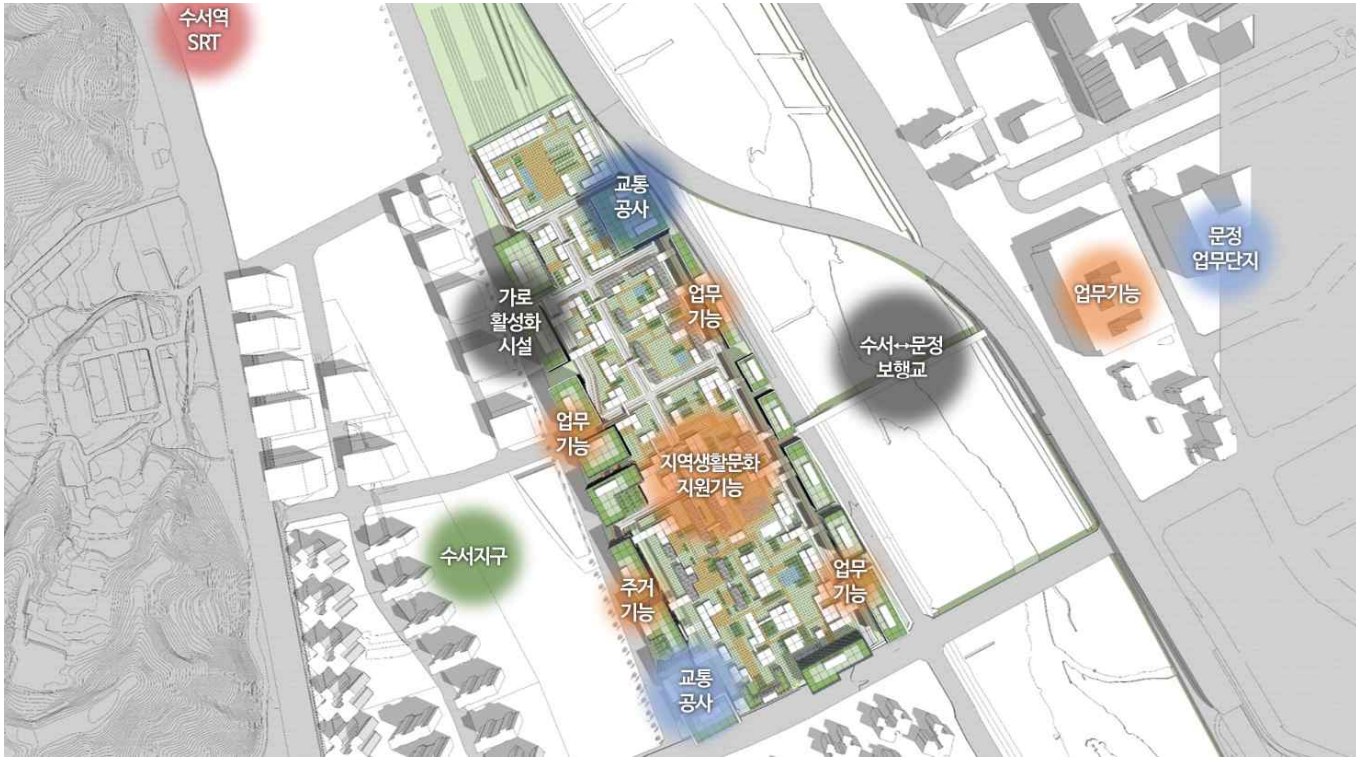 수서역
SRT
교통
공사
문정
업무단지
업무기능
가로
활성화
시설
업무
기능
수서↔문정
보행교
업무
기능
지역생활문화
지원기능
수서지구
주거
기능
업무
기능
교통
공사